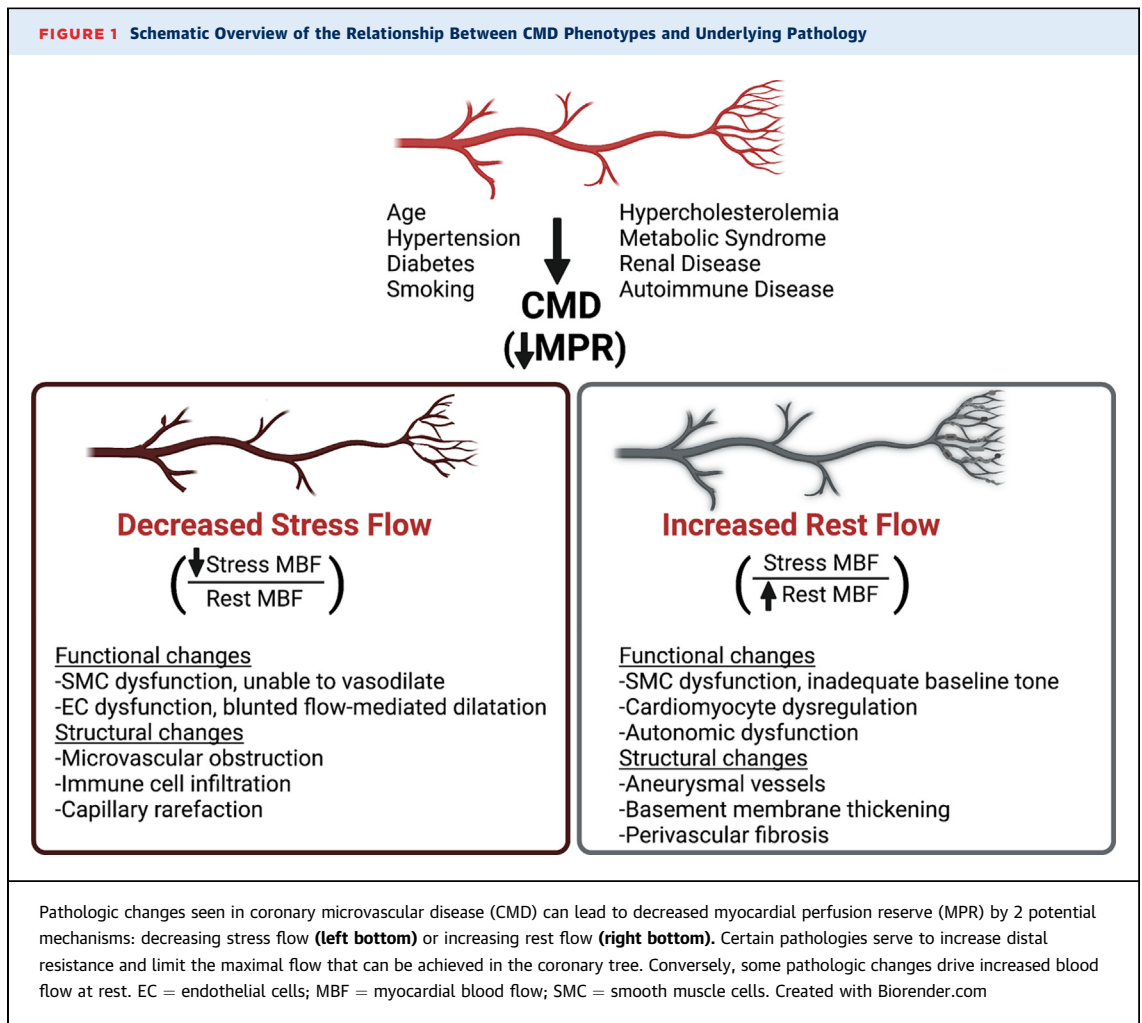 FIGURE 1 Schematic Overview of the Relationship Between CMD Phenotypes and Underlying Pathology
Age
Hypertension
Diabetes
Smoking
Hypercholesterolemia
Metabolic Syndrome
Renal Disease
Autoimmune Disease
CMD
(↓MPR)
Decreased Stress Flow
(↓Stress MBF
Rest MBF)
Functional changes
-SMC dysfunction, unable to vasodilate
-EC dysfunction, blunted flow-mediated dilatation
Structural changes
-Microvascular obstruction
-Immune cell infiltration
-Capillary rarefaction
Increased Rest Flow
(Stress MBF
↑Rest MBF)
Functional changes
-SMC dysfunction, inadequate baseline tone
-Cardiomyocyte dysregulation
-Autonomic dysfunction
Structural changes
-Aneurysmal vessels
-Basement membrane thickening
-Perivascular fibrosis
Pathologic changes seen in coronary microvascular disease (CMD) can lead to decreased myocardial perfusion reserve (MPR) by 2 potential
mechanisms: decreasing stress flow (left bottom) or increasing rest flow (right bottom). Certain pathologies serve to increase distal
resistance and limit the maximal flow that can be achieved in the coronary tree. Conversely, some pathologic changes drive increased blood
flow at rest. EC = endothelial cells; MBF = myocardial blood flow; SMC = smooth muscle cells. Created with Biorender.com